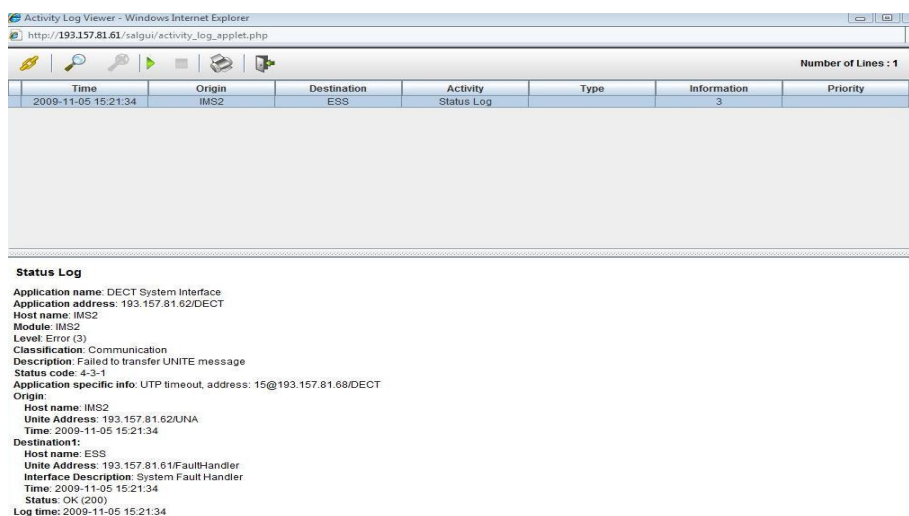 Activity Log Viewer - Windows Internet Explorer
http://193.157.81.61/salgui/activity_log_applet.php
Number of Lines : 1
Time Origin Destination Activity Type Information Priority
2009-11-05 15:21:34 IMS2 ESS Status Log 3
Status Log
Application name: DECT System Interface
Application address: 193.157.81.62/DECT
Host name: IMS2
Module: IMS2
Level: Error (3)
Classification: Communication
Description: Failed to transfer UNITE message
Status code: 4-3-1
Application specific info: UTP timeout, address: 15@193.157.81.68/DECT
Origin:
Host name: IMS2
Unite Address: 193.157.81.62/UNA
Time: 2009-11-05 15:21:34
Destination1:
Host name: ESS
Unite Address: 193.157.81.61/FaultHandler
Interface Description: System Fault Handler
Time: 2009-11-05 15:21:34
Status: OK (200)
Log time: 2009-11-05 15:21:34